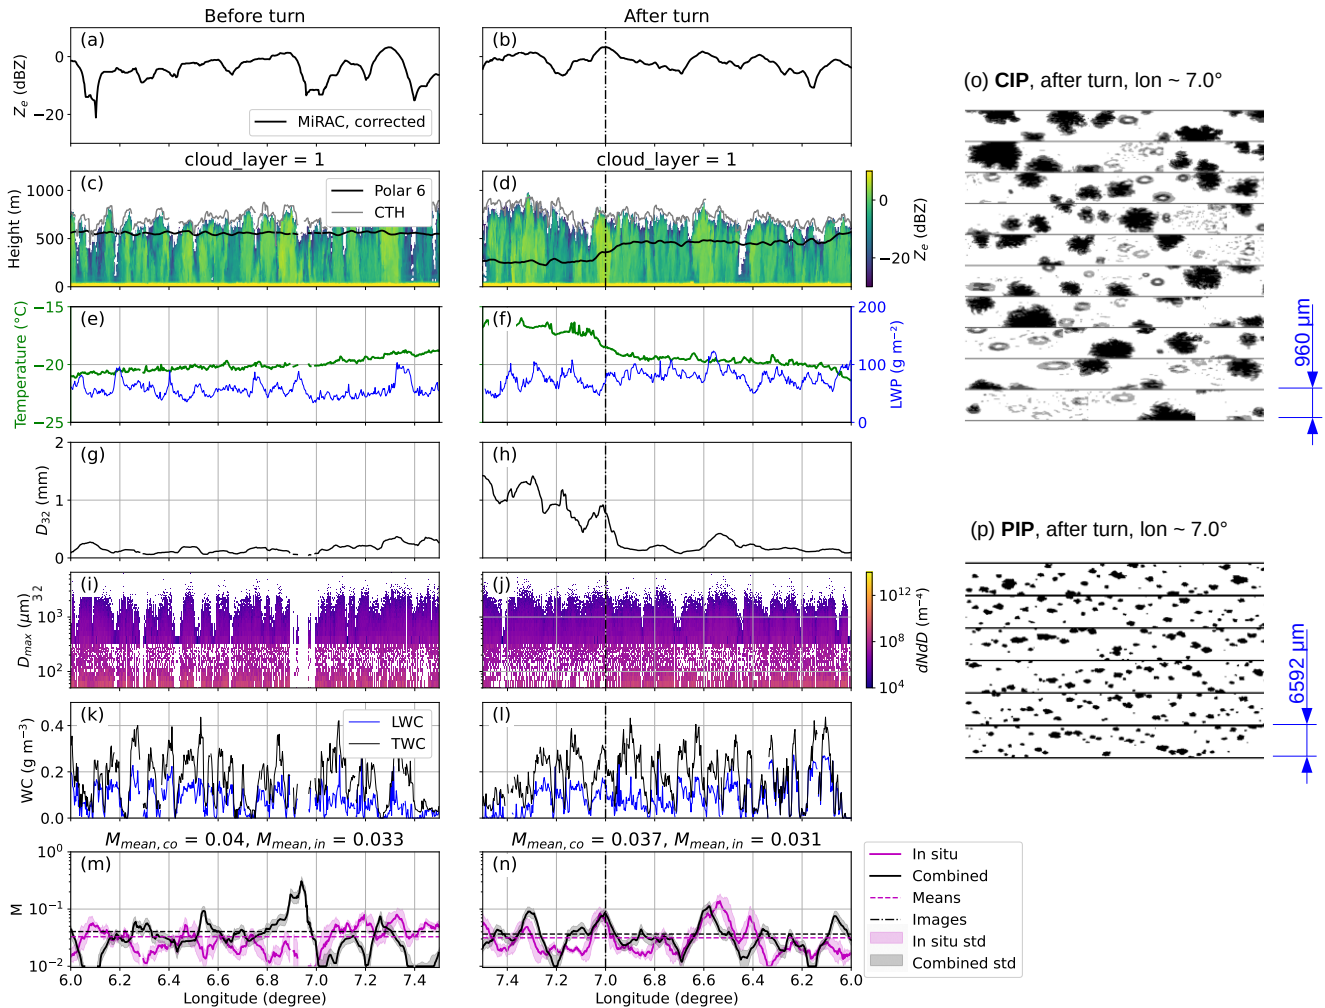 Before turn
After turn
(a)
(b)
0
−20
Z_e (dBZ)
MiRAC, corrected
cloud_layer = 1
cloud_layer = 1
(c)
(d)
1000
500
0
Height (m)
Polar 6
CTH
0
−20
Z_e (dBZ)
(e)
(f)
−15
−20
−25
Temperature (°C)
200
100
0
LWP (g m⁻²)
(g)
(h)
2
1
0
D₃₂ (mm)
(i)
(j)
10³
10²
D_max (μm)
32
10¹²
10⁸
10⁴
dNdD (m⁻⁴)
(k)
(l)
0.4
0.2
0.0
WC (g m⁻³)
LWC
TWC
M_mean,co = 0.04, M_mean,in = 0.033
M_mean,co = 0.037, M_mean,in = 0.031
(m)
(n)
10⁰
10⁻¹
10⁻²
M
6.0 6.2 6.4 6.6 6.8 7.0 7.2 7.4
Longitude (degree)
7.4 7.2 7.0 6.8 6.6 6.4 6.2 6.0
Longitude (degree)
In situ
Combined
Means
Images
In situ std
Combined std
(o) CIP, after turn, lon ~ 7.0°
960 μm
(p) PIP, after turn, lon ~ 7.0°
6592 μm